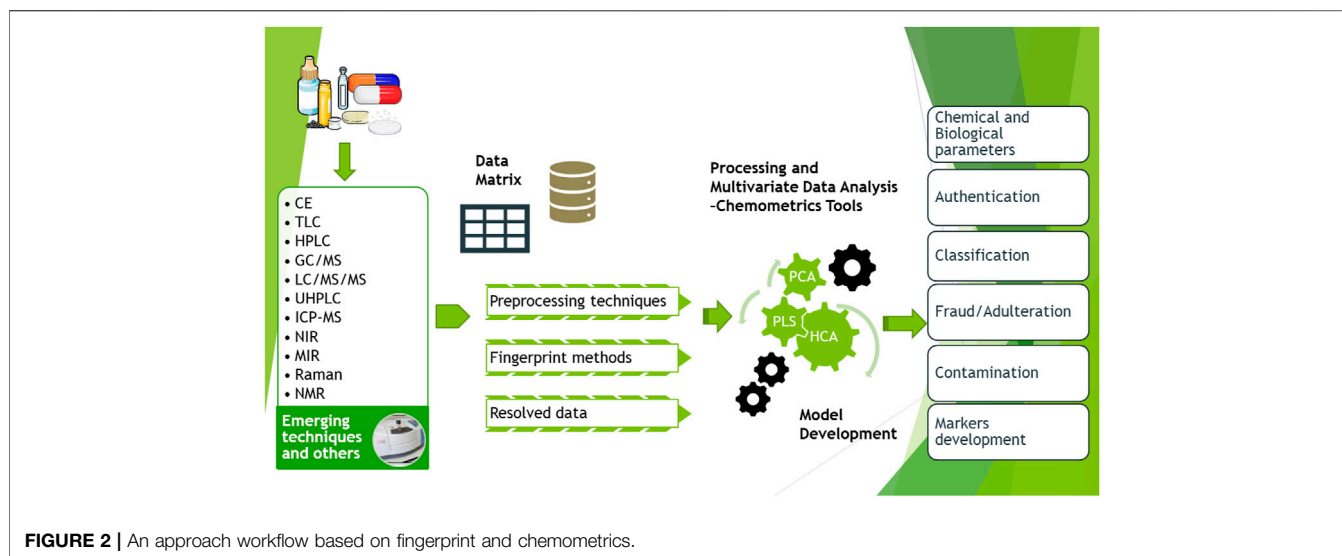 • CE
• TLC
• HPLC
• GC/MS
• LC/MS/MS
• UHPLC
• ICP-MS
• NIR
• MIR
• Raman
• NMR
Emerging
techniques
and others
Data
Matrix
Preprocessing techniques
Fingerprint methods
Resolved data
Processing and
Multivariate Data Analysis
-Chemometrics Tools
PCA
PLS
HCA
Model
Development
Chemical and
Biological
parameters
Authentication
Classification
Fraud/Adulteration
Contamination
Markers
development
FIGURE 2 | An approach workflow based on fingerprint and chemometrics.